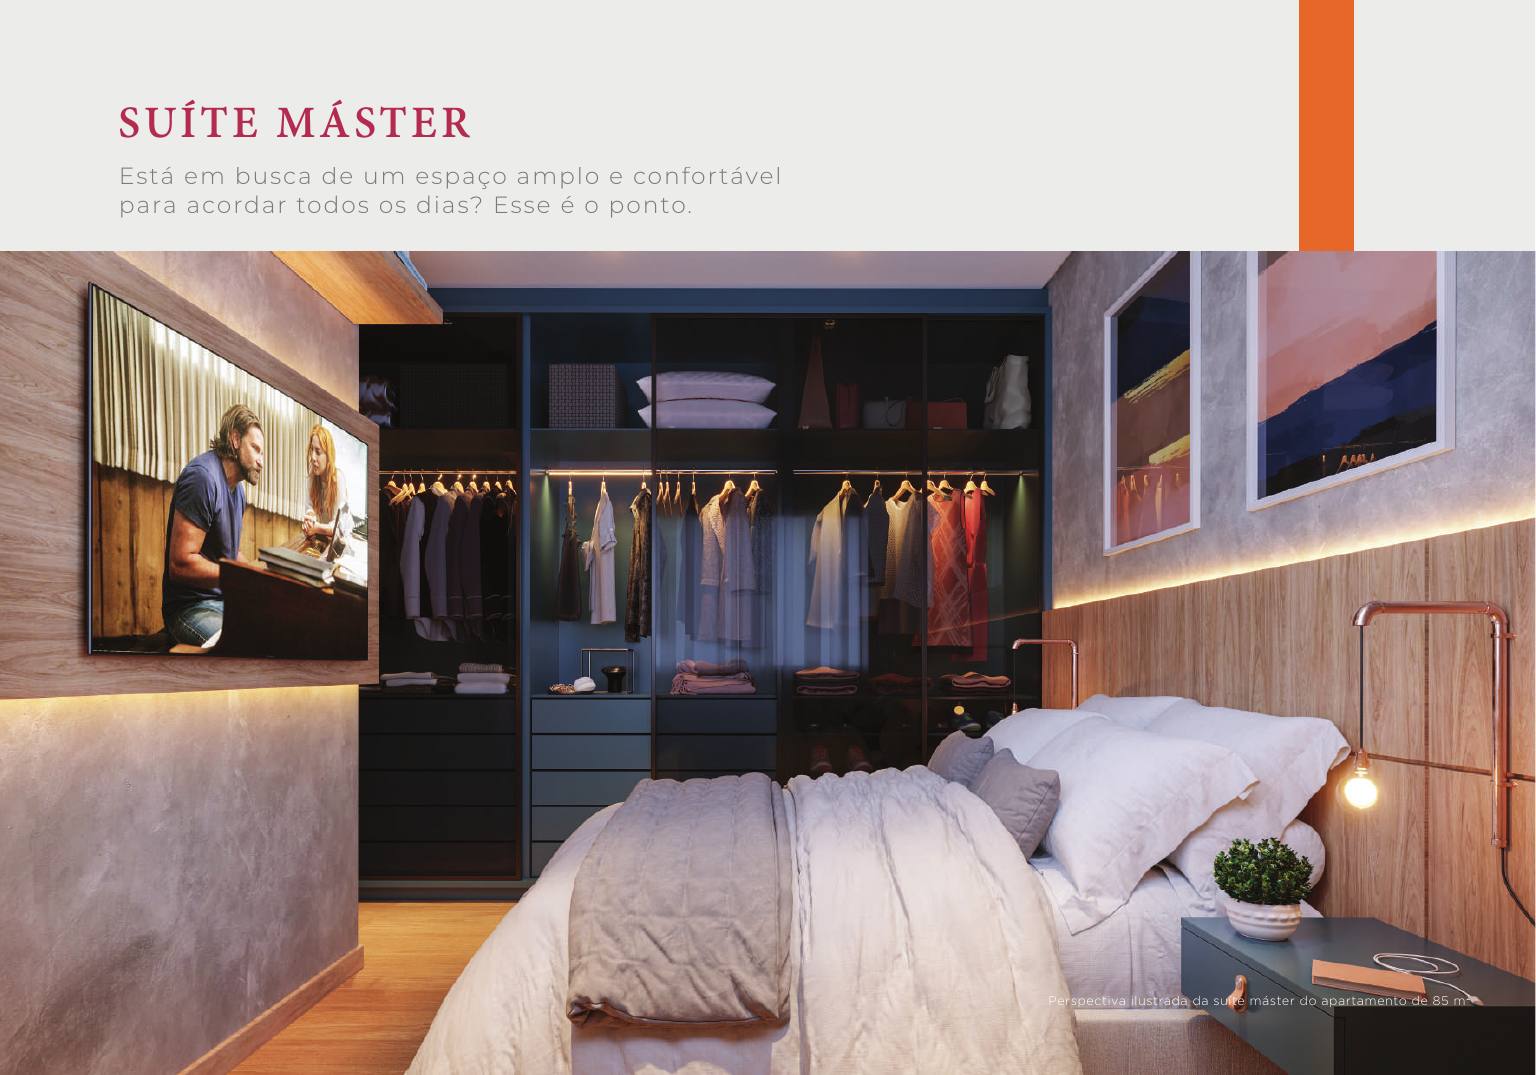 SUÍTE MÁSTER
Está em busca de um espaço amplo e confortável
para acordar todos os dias? Esse é o ponto.
Perspectiva ilustrada da suíte máster do apartamento de 85 m²